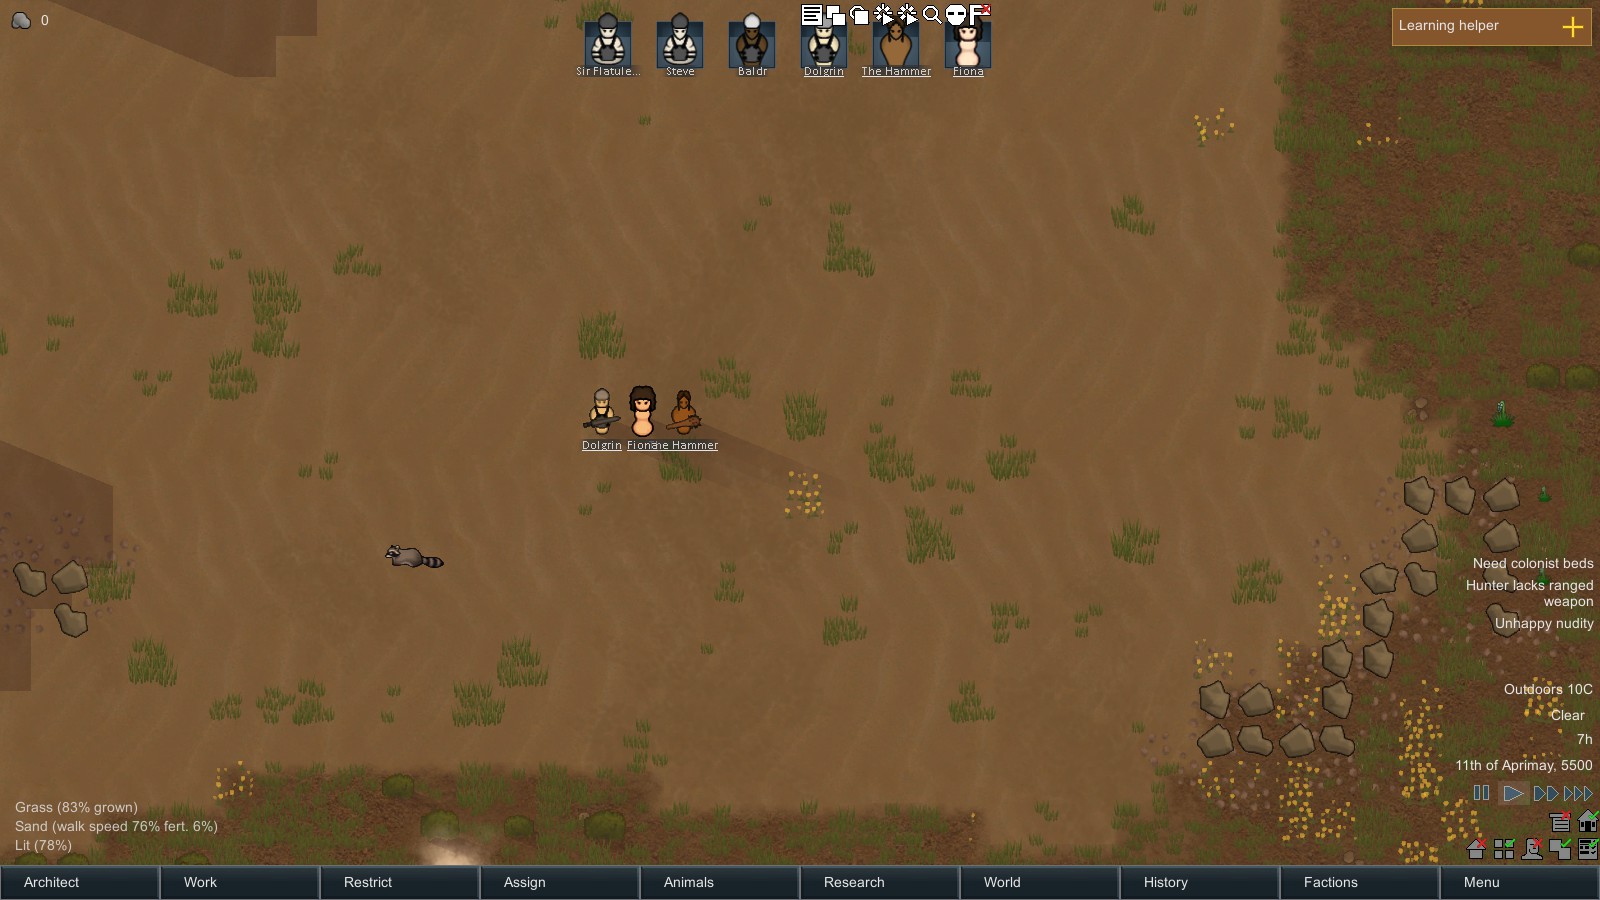 0
Sir Flatule...
Steve
Baldr
Dolgrin
The Hammer
Fiona
Learning helper
Dolgrin
Fiona
e Hammer
Need colonist beds
Hunter lacks ranged
weapon
Unhappy nudity
Outdoors 10C
Clear
7h
11th of Aprimay, 5500
Grass (83% grown)
Sand (walk speed 76% fert. 6%)
Lit (78%)
Architect
Work
Restrict
Assign
Animals
Research
World
History
Factions
Menu